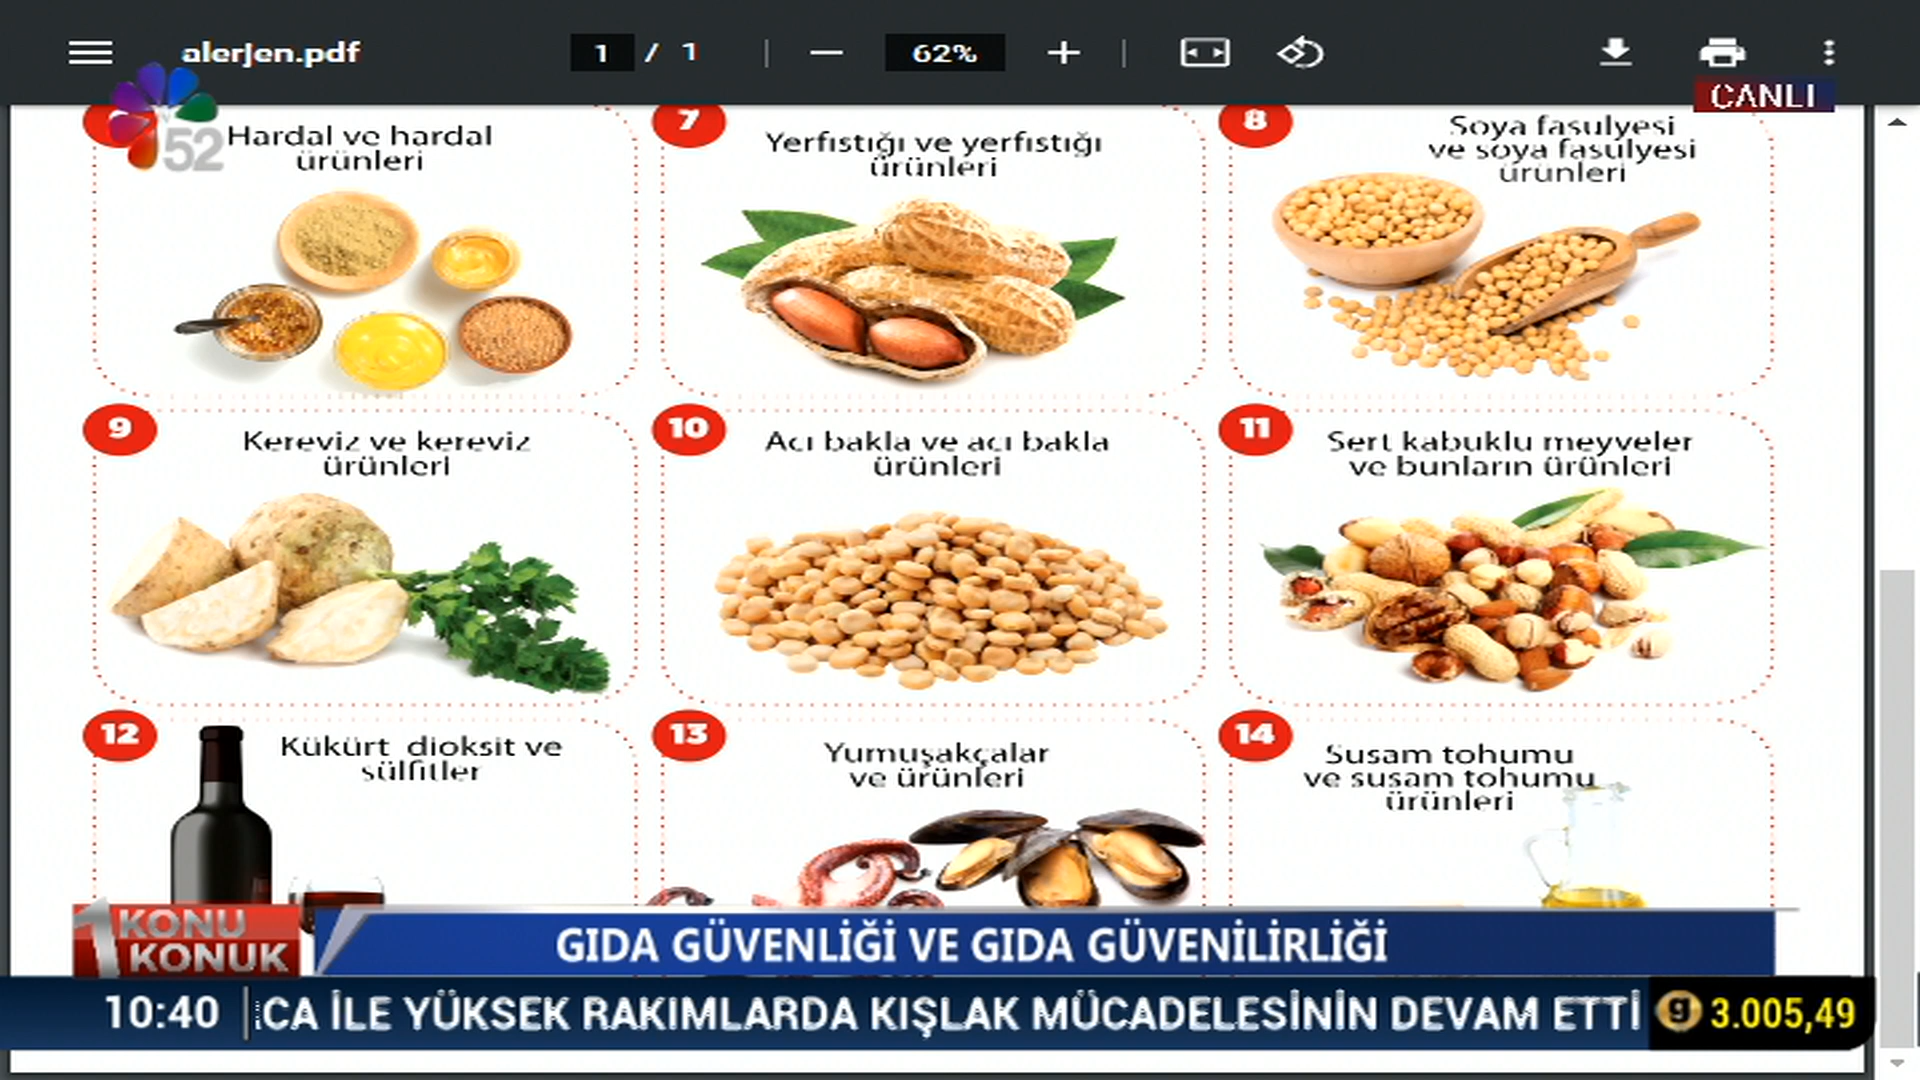 alerjen.pdf
1 / 1
62%
CANLI
52
Hardal ve hardal
ürünleri
7
Yerfıstığı ve yerfıstığı
ürünleri
8
Soya fasulyesi
ve soya fasulyesi
ürünleri
9
Kereviz ve kereviz
ürünleri
10
Acı bakla ve acı bakla
ürünleri
11
Sert kabuklu meyveler
ve bunların ürünleri
12
Kükürt dioksit ve
sülfitler
13
Yumuşakçalar
ve ürünleri
14
Susam tohumu
ve susam tohumu
ürünleri
1 KONU
KONUK
GIDA GÜVENLİĞİ VE GIDA GÜVENİLİRLİĞİ
10:40
CA İLE YÜKSEK RAKIMLARDA KIŞLAK MÜCADELESİNİN DEVAM ETTİ
g 3.005,49